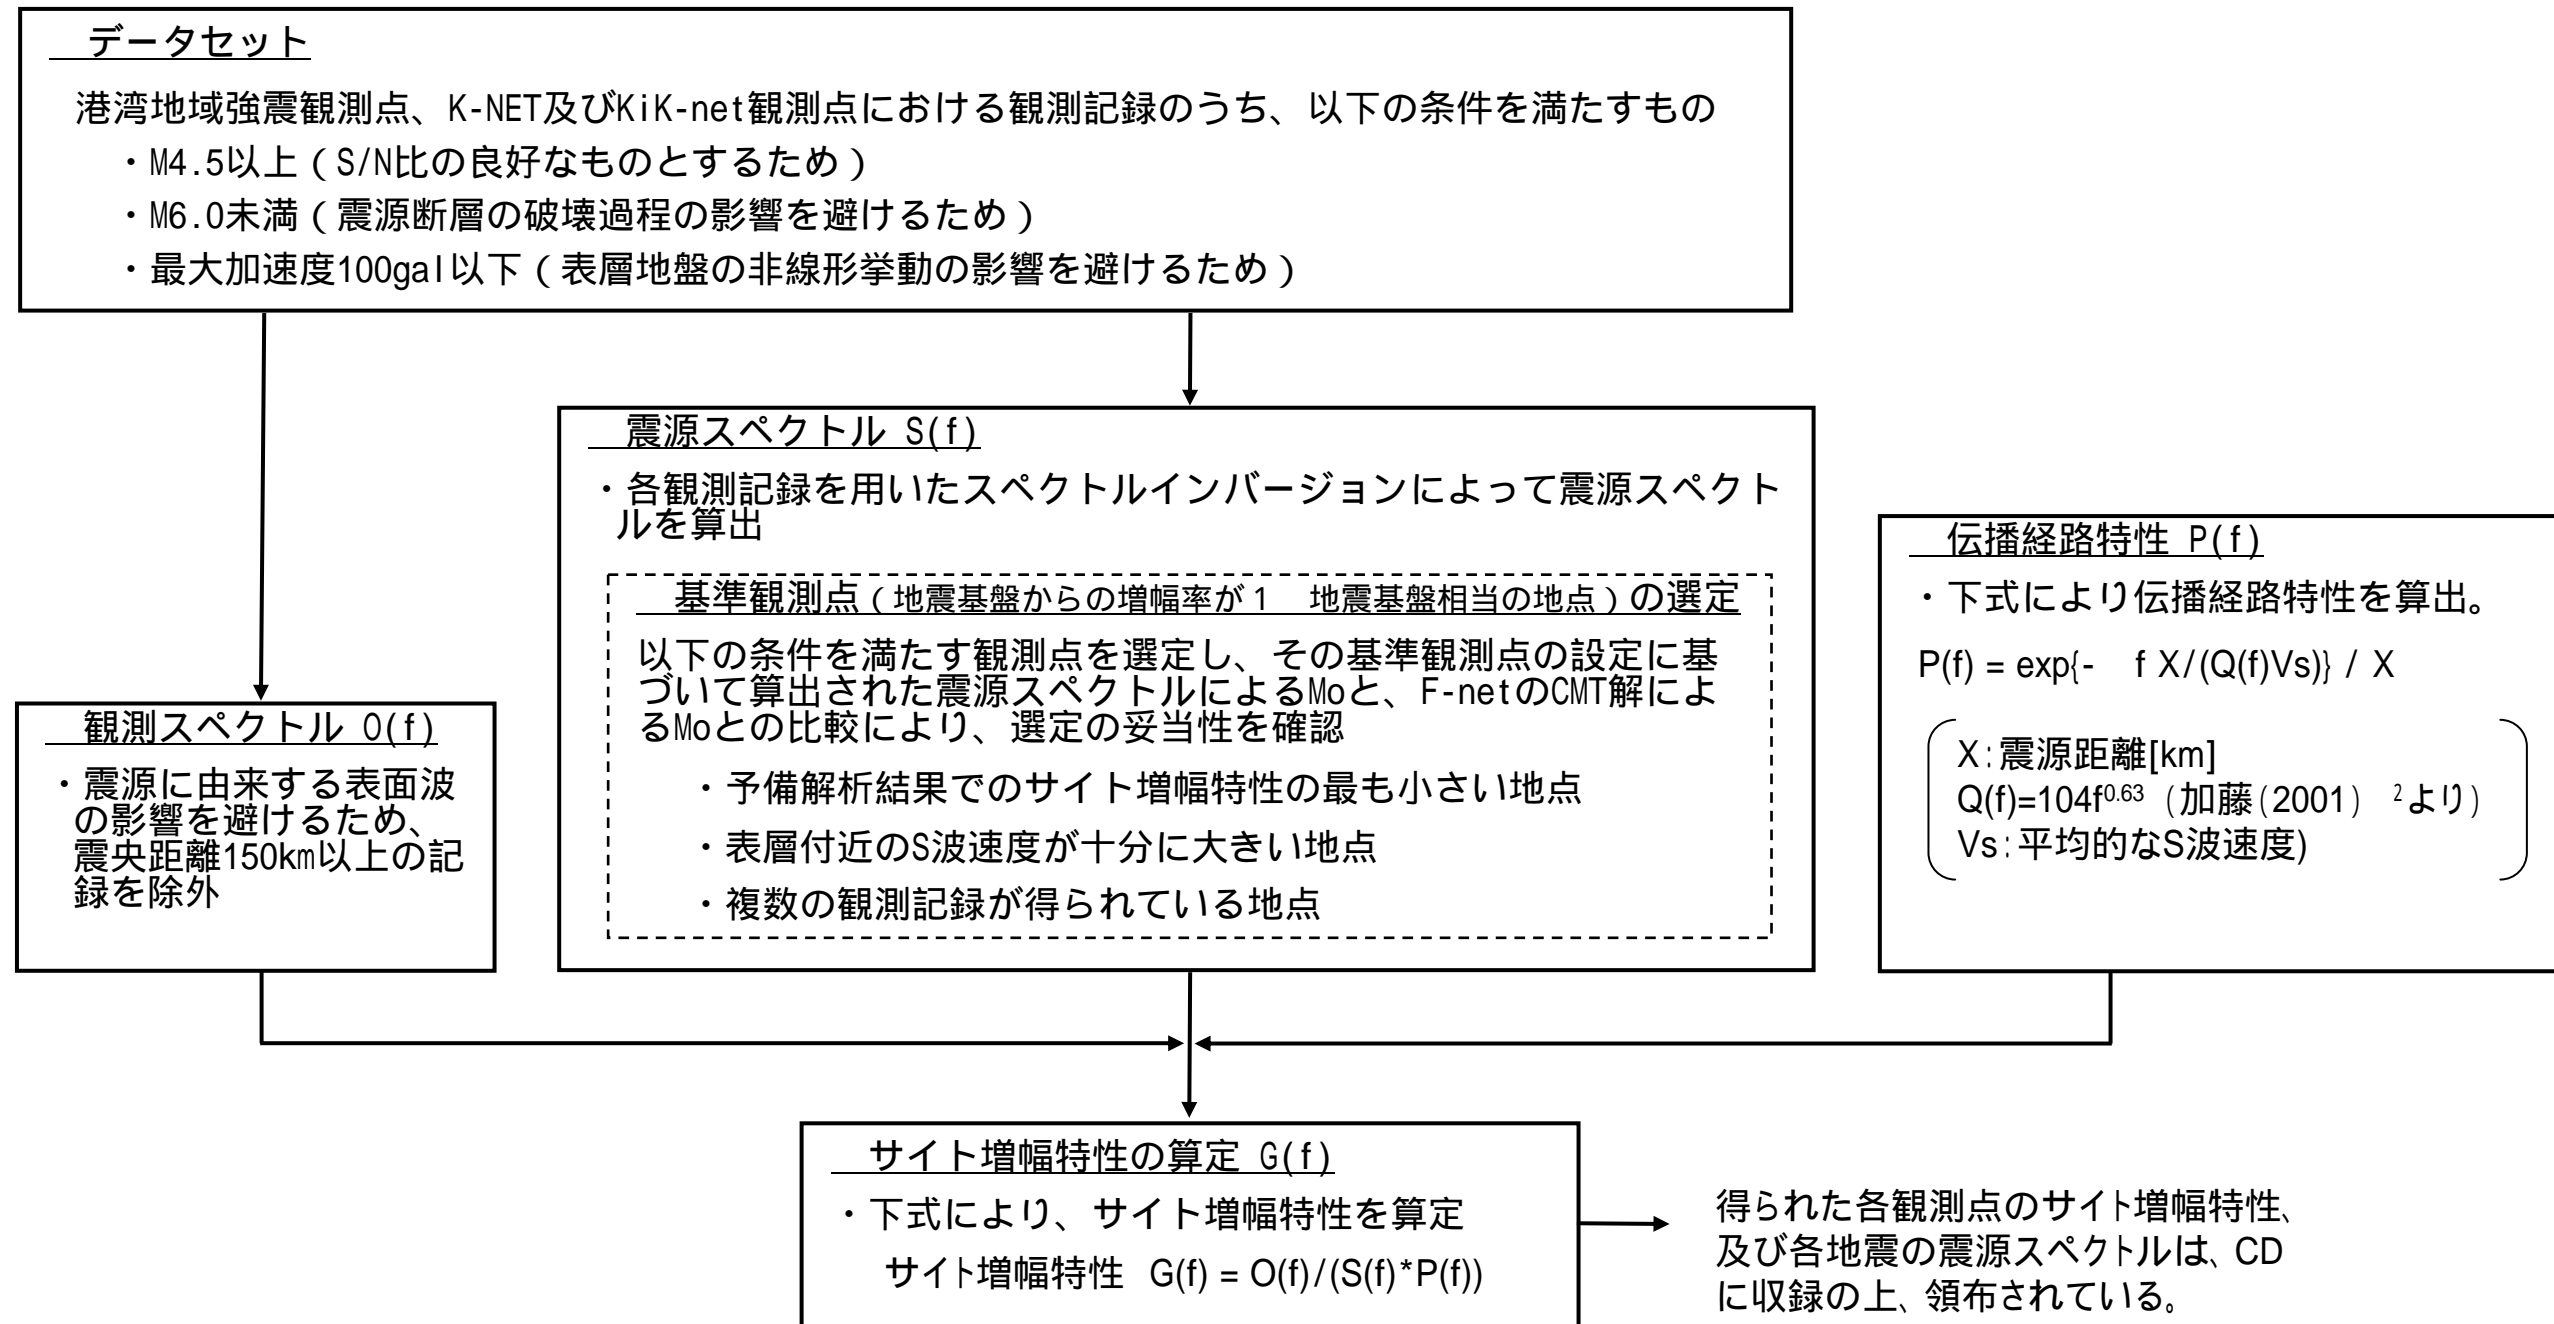 データセット
港湾地域強震観測点、K-NET及びKiK-net観測点における観測記録のうち、以下の条件を満たすもの
・M4.5以上（S/N比の良好なものとするため）
・M6.0未満（震源断層の破壊過程の影響を避けるため）
・最大加速度100gal以下（表層地盤の非線形挙動の影響を避けるため）
震源スペクトル S(f)
・各観測記録を用いたスペクトルインバージョンによって震源スペクト
ルを算出
基準観測点（地震基盤からの増幅率が１　地震基盤相当の地点）の選定
以下の条件を満たす観測点を選定し、その基準観測点の設定に基
づいて算出された震源スペクトルによるMoと、F-netのCMT解によ
るMoとの比較により、選定の妥当性を確認
・予備解析結果でのサイト増幅特性の最も小さい地点
・表層付近のS波速度が十分に大きい地点
・複数の観測記録が得られている地点
伝播経路特性 P(f)
・下式により伝播経路特性を算出。
P(f) = exp{-　f X/(Q(f)Vs)} / X
X:震源距離[km]
Q(f)=104f^0.63 (加藤(2001)　²より)
Vs:平均的なS波速度)
観測スペクトル O(f)
・震源に由来する表面波
の影響を避けるため、
震央距離150km以上の記
録を除外
サイト増幅特性の算定 G(f)
・下式により、サイト増幅特性を算定
サイト増幅特性　G(f) = O(f)/(S(f)*P(f))
得られた各観測点のサイト増幅特性、
及び各地震の震源スペクトルは、CD
に収録の上、領布されている。